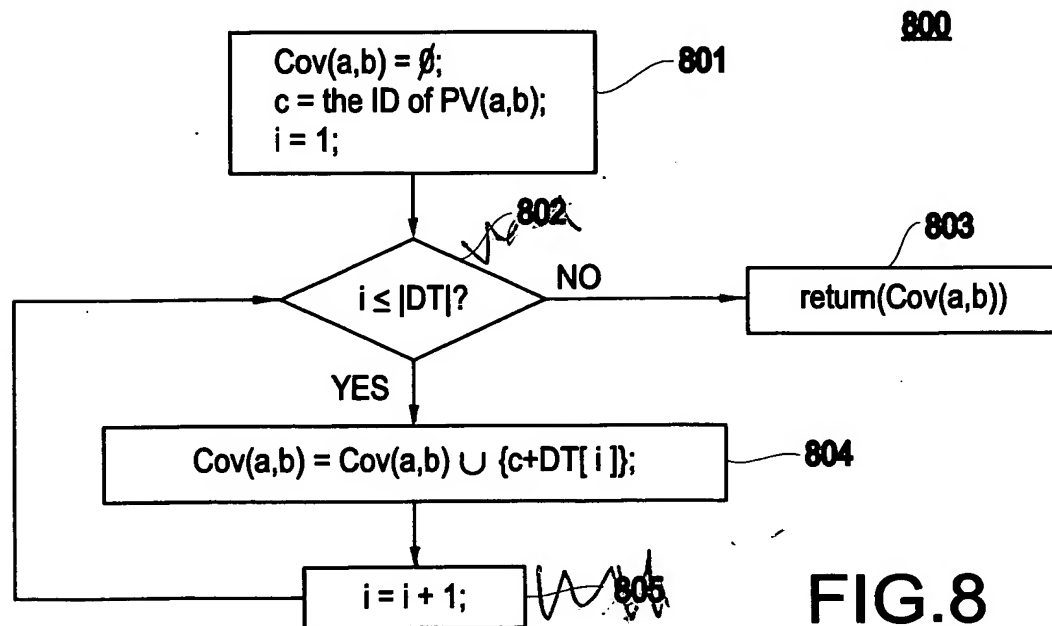 800
Cov(a,b) = ∅;
c = the ID of PV(a,b);
i = 1;
801
802
i ≤ |DT|?
NO
803
return(Cov(a,b))
YES
Cov(a,b) = Cov(a,b) ∪ {c+DT[ i ]};
804
i = i + 1;
805
FIG.8